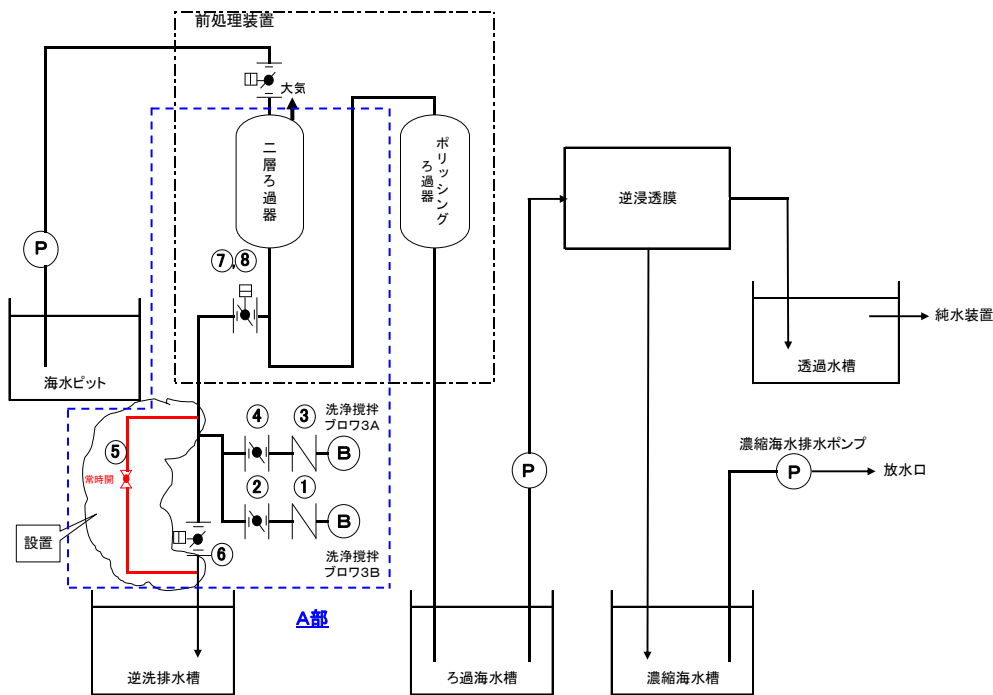 前処理装置
大気
二層ろ過器
ポリッシング
ろ過器
逆浸透膜
P
⑦,⑧
海水ピット
純水装置
透過水槽
洗浄撹拌
ブロワ3A
④
③
B
⑤
常時開
②
①
B
洗浄撹拌
ブロワ3B
⑥
設置
A部
P
濃縮海水排水ポンプ
P
放水口
逆洗排水槽
ろ過海水槽
濃縮海水槽